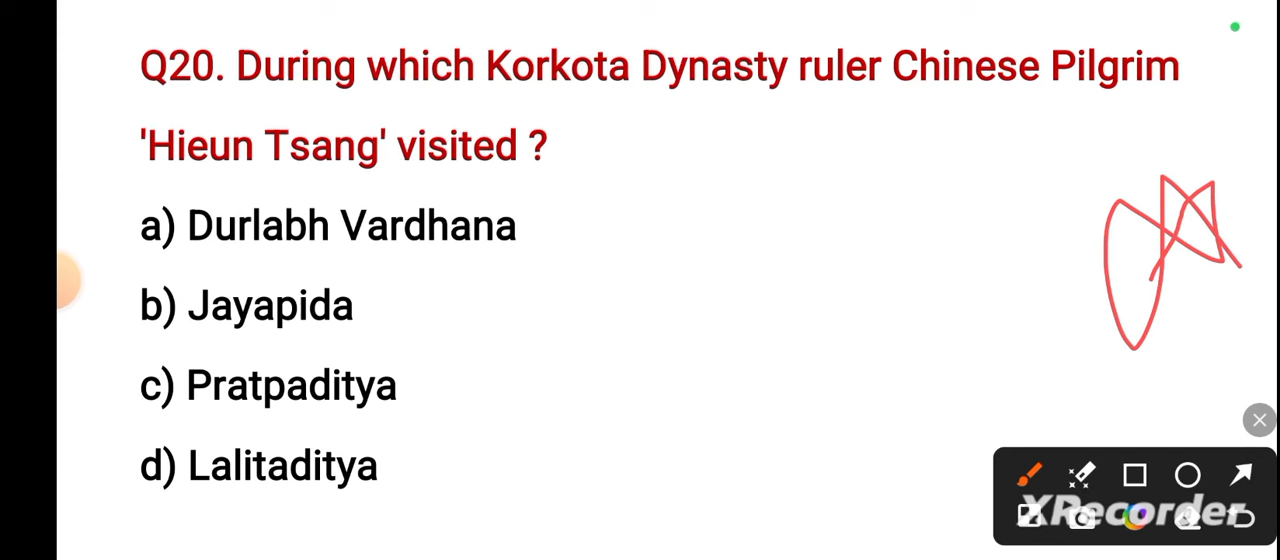 Q20. During which Korkota Dynasty ruler Chinese Pilgrim
'Hieun Tsang' visited ?
a) Durlabh Vardhana
b) Jayapida
c) Pratpaditya
d) Lalitaditya
XRecorder